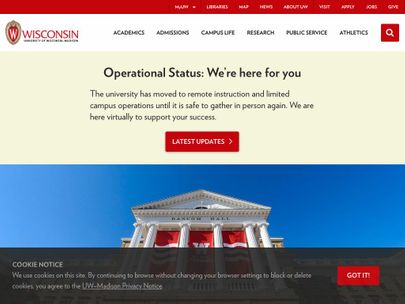 MyUW LIBRARIES MAP NEWS ABOUT UW VISIT APPLY JOBS GIVE
WISCONSIN
UNIVERSITY OF WISCONSIN–MADISON
ACADEMICS ADMISSIONS CAMPUS LIFE RESEARCH PUBLIC SERVICE ATHLETICS
Operational Status: We're here for you
The university has moved to remote instruction and limited
campus operations until it is safe to gather in person again. We are
here virtually to support your success.
LATEST UPDATES
BASCOM HALL
W
COOKIE NOTICE
We use cookies on this site. By continuing to browse without changing your browser settings to block or delete
cookies, you agree to the UW–Madison Privacy Notice.
GOT IT!